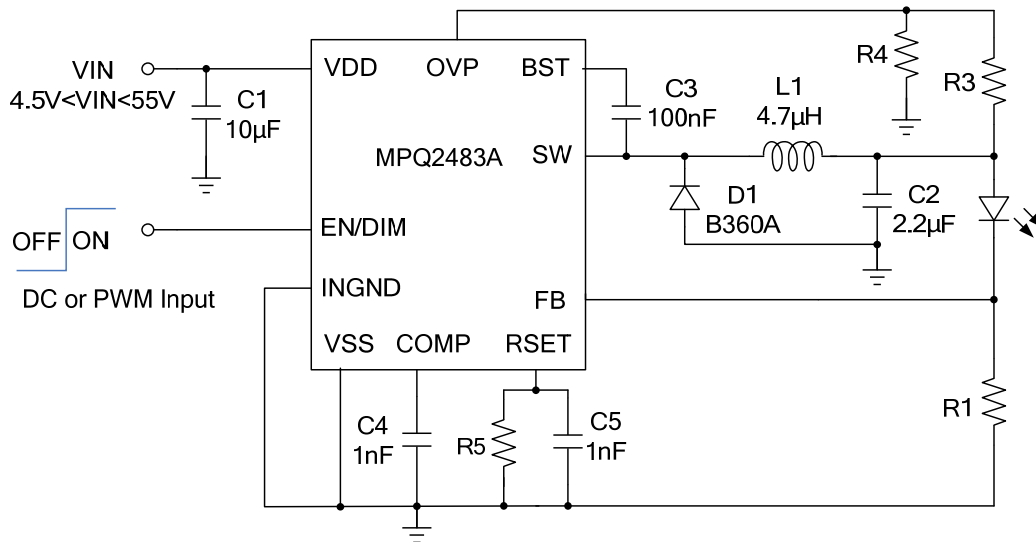 VIN
4.5V<VIN<55V
C1
10µF
VDD
OVP
BST
C3
100nF
L1
4.7µH
R4
R3
MPQ2483A
SW
D1
B360A
C2
2.2µF
OFF
ON
EN/DIM
DC or PWM Input
INGND
FB
VSS
COMP
RSET
C4
1nF
R5
C5
1nF
R1